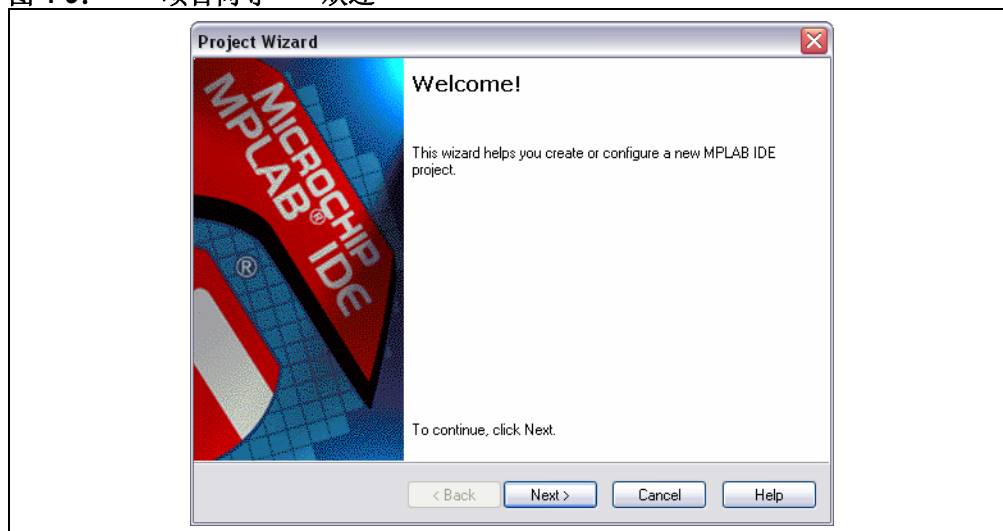 Project Wizard
MICROCHIP
MPLAB® IDE
®
Welcome!
This wizard helps you create or configure a new MPLAB IDE
project.
To continue, click Next.
< Back Next > Cancel Help